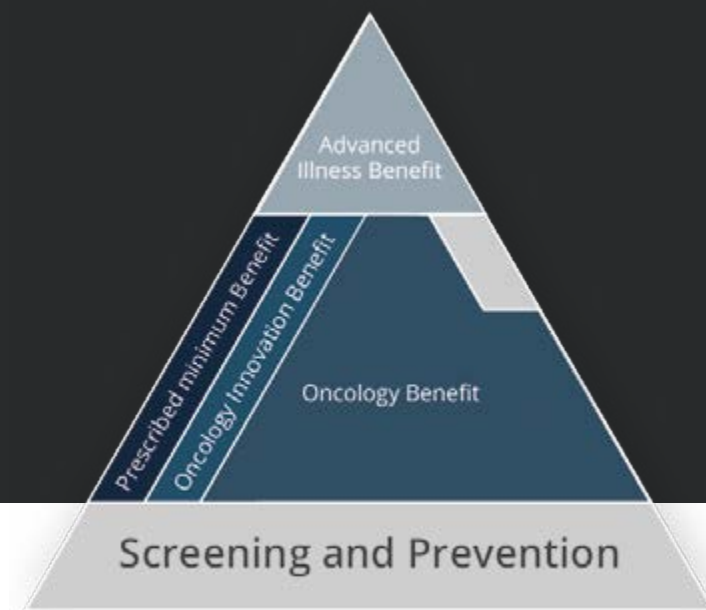 Advanced
Illness Benefit
Prescribed minimum Benefit
Oncology Innovation Benefit
Oncology Benefit
Screening and Prevention